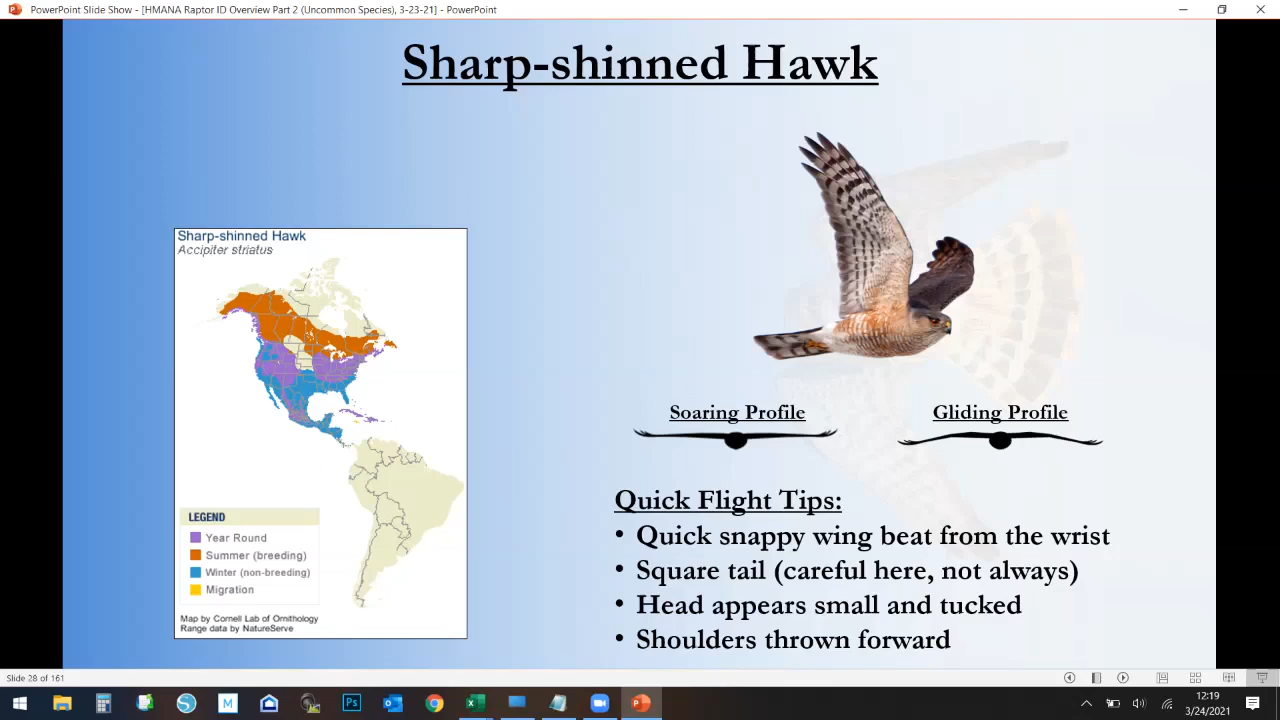 PowerPoint Slide Show - [HMANA Raptor ID Overview Part 2 (Uncommon Species), 3-23-21] - PowerPoint
Sharp-shinned Hawk
Sharp-shinned Hawk
Accipiter striatus
LEGEND
Year Round
Summer (breeding)
Winter (non-breeding)
Migration
Map by Cornell Lab of Ornithology
Range data by NatureServe
Soaring Profile
Gliding Profile
Quick Flight Tips:
• Quick snappy wing beat from the wrist
• Square tail (careful here, not always)
• Head appears small and tucked
• Shoulders thrown forward
Slide 28 of 161
M
Ps
12:19
3/24/2021